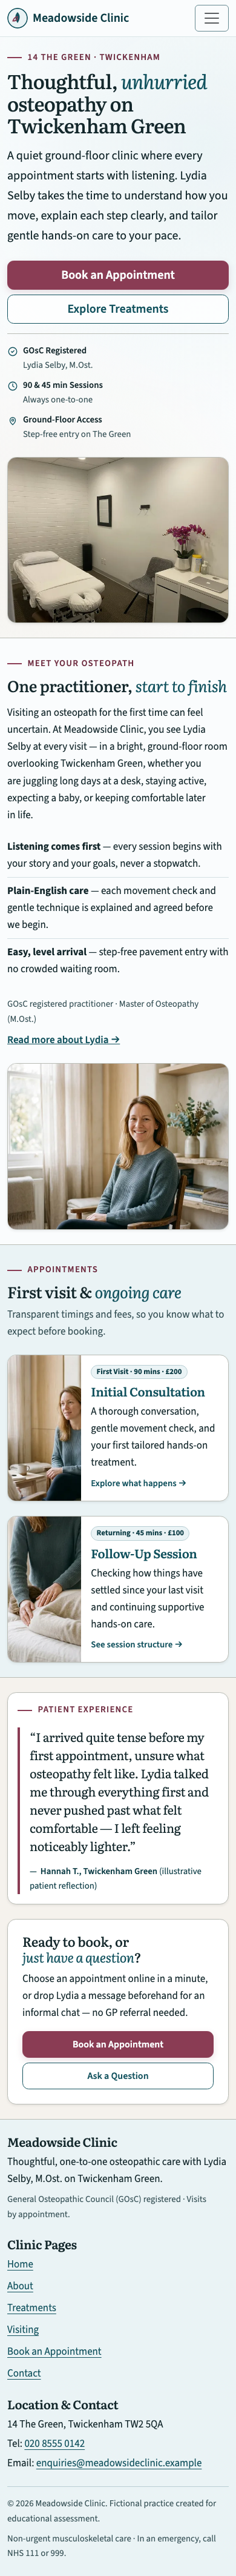 Meadowside Clinic
14 THE GREEN · TWICKENHAM
Thoughtful, unhurried
osteopathy on
Twickenham Green
A quiet ground-floor clinic where every
appointment starts with listening. Lydia
Selby takes the time to understand how you
move, explain each step clearly, and tailor
gentle hands-on care to your pace.
Book an Appointment
Explore Treatments
GOsC Registered
Lydia Selby, M.Ost.
90 & 45 min Sessions
Always one-to-one
Ground-Floor Access
Step-free entry on The Green
MEET YOUR OSTEOPATH
One practitioner, start to finish
Visiting an osteopath for the first time can feel
uncertain. At Meadowside Clinic, you see Lydia
Selby at every visit — in a bright, ground-floor room
overlooking Twickenham Green, whether you
are juggling long days at a desk, staying active,
expecting a baby, or keeping comfortable later
in life.
Listening comes first — every session begins with
your story and your goals, never a stopwatch.
Plain-English care — each movement check and
gentle technique is explained and agreed before
we begin.
Easy, level arrival — step-free pavement entry with
no crowded waiting room.
GOsC registered practitioner · Master of Osteopathy
(M.Ost.)
Read more about Lydia →
APPOINTMENTS
First visit & ongoing care
Transparent timings and fees, so you know what to
expect before booking.
First Visit · 90 mins · £200
Initial Consultation
A thorough conversation,
gentle movement check, and
your first tailored hands-on
treatment.
Explore what happens →
Returning · 45 mins · £100
Follow-Up Session
Checking how things have
settled since your last visit
and continuing supportive
hands-on care.
See session structure →
PATIENT EXPERIENCE
“I arrived quite tense before my
first appointment, unsure what
osteopathy felt like. Lydia talked
me through everything first and
never pushed past what felt
comfortable — I left feeling
noticeably lighter.”
— Hannah T., Twickenham Green (illustrative
patient reflection)
Ready to book, or
just have a question?
Choose an appointment online in a minute,
or drop Lydia a message beforehand for an
informal chat — no GP referral needed.
Book an Appointment
Ask a Question
Meadowside Clinic
Thoughtful, one-to-one osteopathic care with Lydia
Selby, M.Ost. on Twickenham Green.
General Osteopathic Council (GOsC) registered · Visits
by appointment.
Clinic Pages
Home
About
Treatments
Visiting
Book an Appointment
Contact
Location & Contact
14 The Green, Twickenham TW2 5QA
Tel: 020 8555 0142
Email: enquiries@meadowsideclinic.example
© 2026 Meadowside Clinic. Fictional practice created for
educational assessment.
Non-urgent musculoskeletal care · In an emergency, call
NHS 111 or 999.